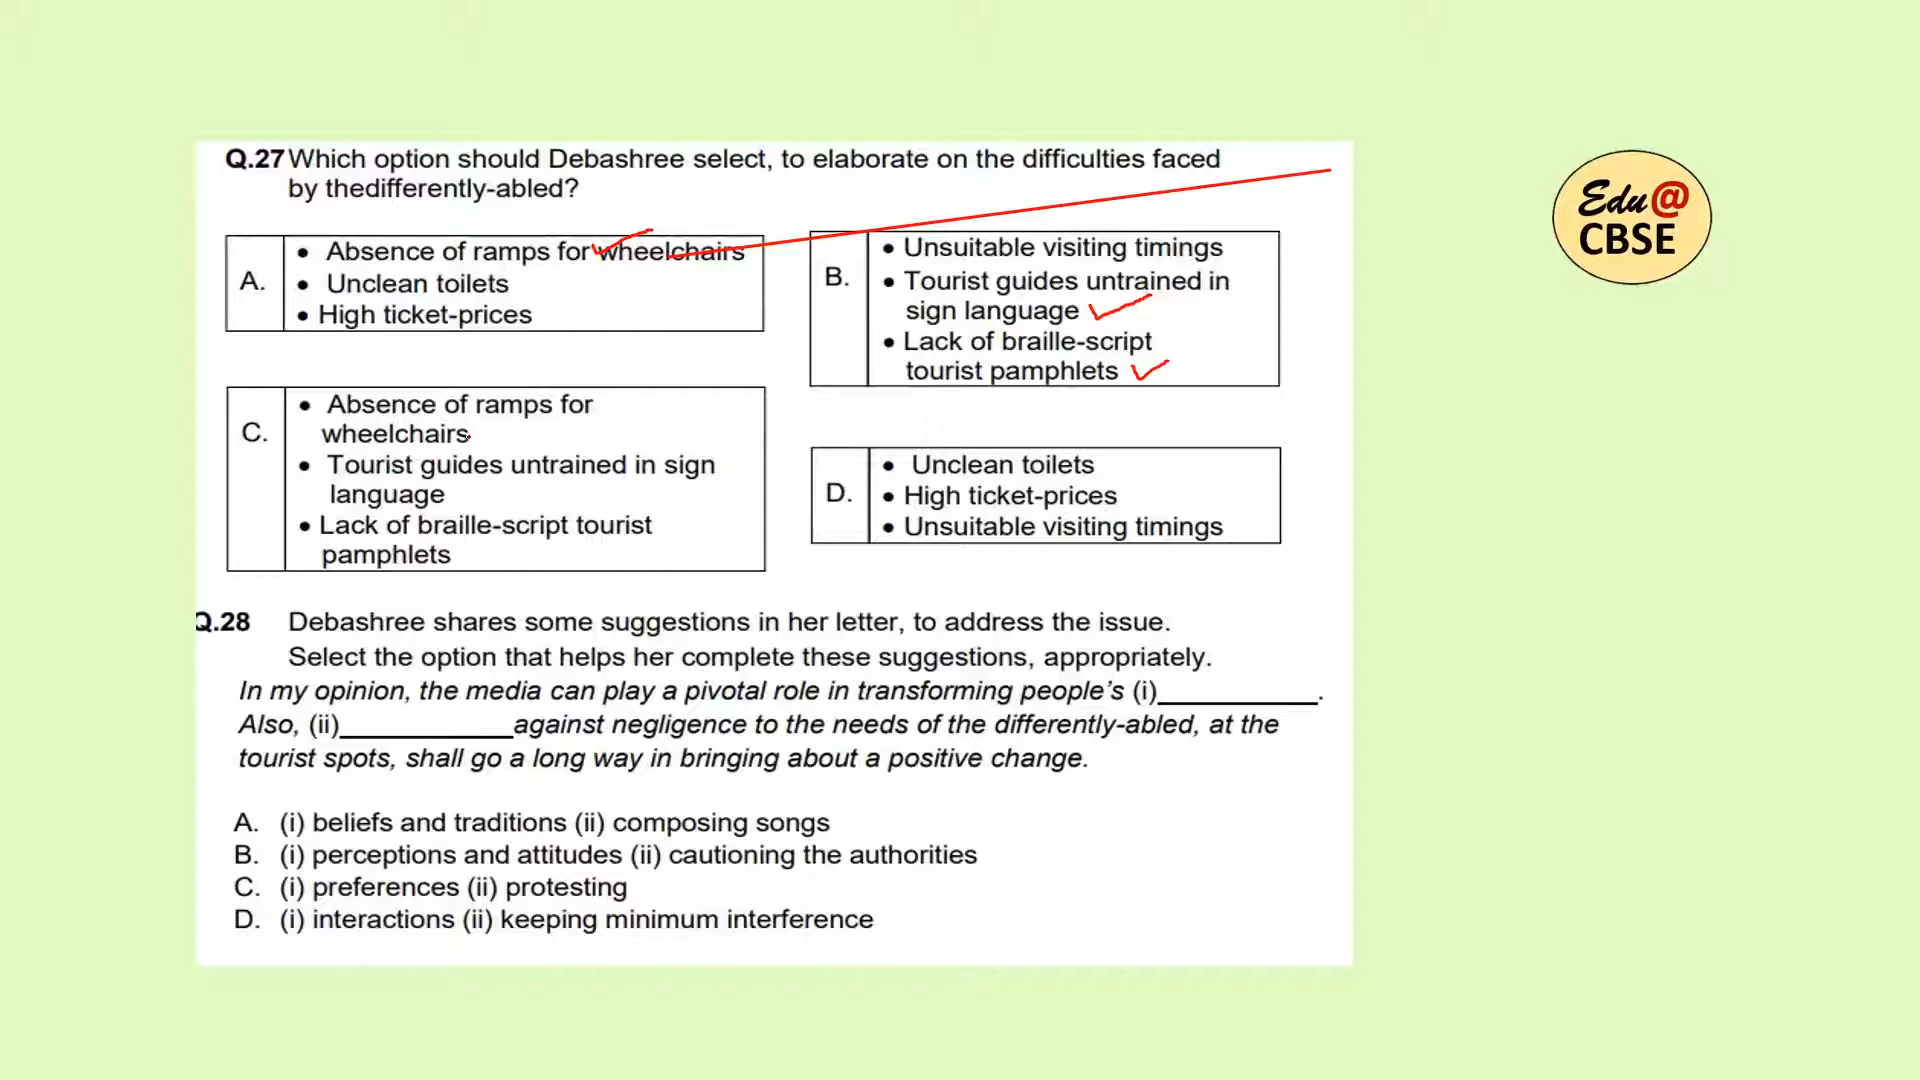 Q.27 Which option should Debashree select, to elaborate on the difficulties faced
by thedifferently-abled?
A.
• Absence of ramps for wheelchairs
• Unclean toilets
• High ticket-prices
B.
• Unsuitable visiting timings
• Tourist guides untrained in
sign language
• Lack of braille-script
tourist pamphlets
C.
• Absence of ramps for
wheelchairs
• Tourist guides untrained in sign
language
• Lack of braille-script tourist
pamphlets
D.
• Unclean toilets
• High ticket-prices
• Unsuitable visiting timings
Q.28 Debashree shares some suggestions in her letter, to address the issue.
Select the option that helps her complete these suggestions, appropriately.
In my opinion, the media can play a pivotal role in transforming people's (i)___________.
Also, (ii)____________against negligence to the needs of the differently-abled, at the
tourist spots, shall go a long way in bringing about a positive change.
A. (i) beliefs and traditions (ii) composing songs
B. (i) perceptions and attitudes (ii) cautioning the authorities
C. (i) preferences (ii) protesting
D. (i) interactions (ii) keeping minimum interference
Edu@
CBSE